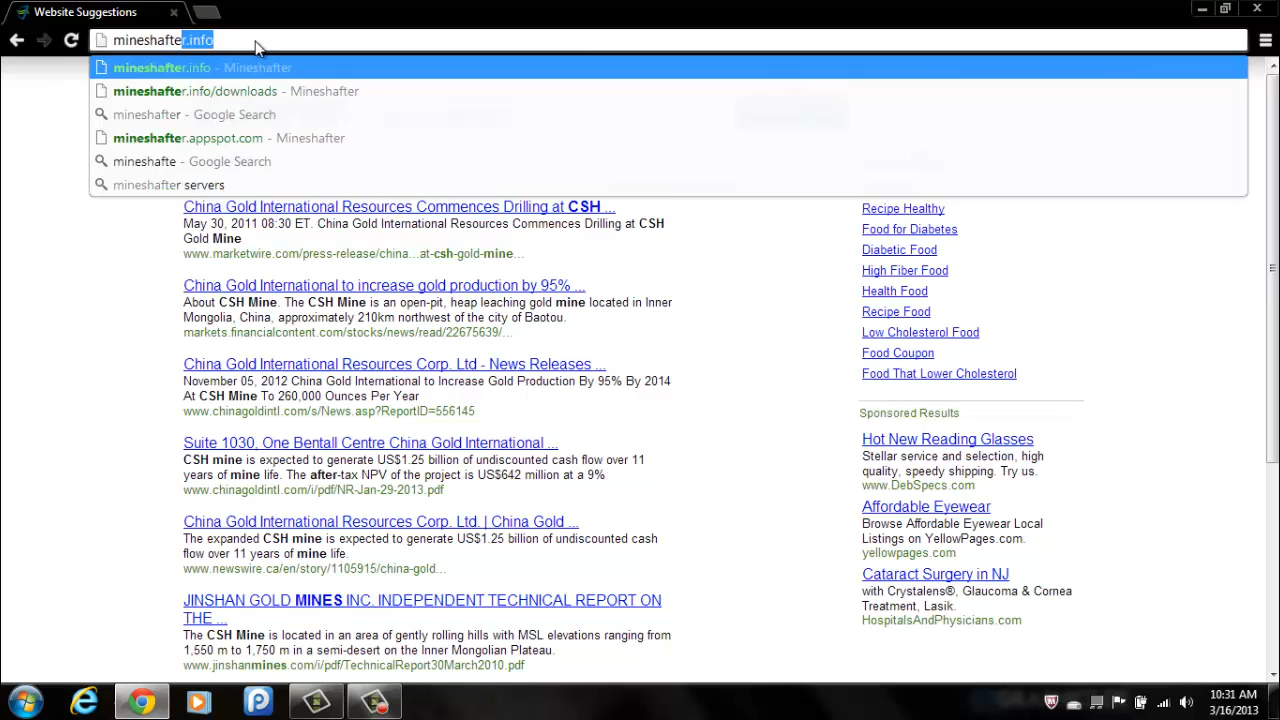 Website Suggestions
mineshafter.info
mineshafter.info - Mineshafter
mineshafter.info/downloads - Mineshafter
mineshafter - Google Search
mineshafter.appspot.com - Mineshafter
mineshafte - Google Search
mineshafter servers
China Gold International Resources Commences Drilling at CSH ...
May 30, 2011 08:30 ET. China Gold International Resources Commences Drilling at CSH
Gold Mine
www.marketwire.com/press-release/china...at-csh-gold-mine...
China Gold International to increase gold production by 95% ...
About CSH Mine. The CSH Mine is an open-pit, heap leaching gold mine located in Inner
Mongolia, China, approximately 210km northwest of the city of Baotou.
markets.financialcontent.com/stocks/news/read/22675639/...
China Gold International Resources Corp. Ltd - News Releases ...
November 05, 2012 China Gold International to Increase Gold Production By 95% By 2014
At CSH Mine To 260,000 Ounces Per Year
www.chinagoldintl.com/s/News.asp?ReportID=556145
Suite 1030, One Bentall Centre China Gold International ...
CSH mine is expected to generate US$1.25 billion of undiscounted cash flow over 11
years of mine life. The after-tax NPV of the project is US$642 million at a 9%
www.chinagoldintl.com/i/pdf/NR-Jan-29-2013.pdf
China Gold International Resources Corp. Ltd. | China Gold ...
The expanded CSH mine is expected to generate US$1.25 billion of undiscounted cash
flow over 11 years of mine life.
www.newswire.ca/en/story/1105915/china-gold...
JINSHAN GOLD MINES INC. INDEPENDENT TECHNICAL REPORT ON
THE ...
The CSH Mine is located in an area of gently rolling hills with MSL elevations ranging from
1,550 m to 1,750 m in a semi-desert on the Inner Mongolian Plateau.
www.jinshanmines.com/i/pdf/TechnicalReport30March2010.pdf
Recipe Healthy
Food for Diabetes
Diabetic Food
High Fiber Food
Health Food
Recipe Food
Low Cholesterol Food
Food Coupon
Food That Lower Cholesterol
Sponsored Results
Hot New Reading Glasses
Stellar service and selection, high
quality, speedy shipping. Try us.
www.DebSpecs.com
Affordable Eyewear
Browse Affordable Eyewear Local
Listings on YellowPages.com.
yellowpages.com
Cataract Surgery in NJ
with Crystalens®, Glaucoma & Cornea
Treatment, Lasik.
HospitalsAndPhysicians.com
10:31 AM
3/16/2013